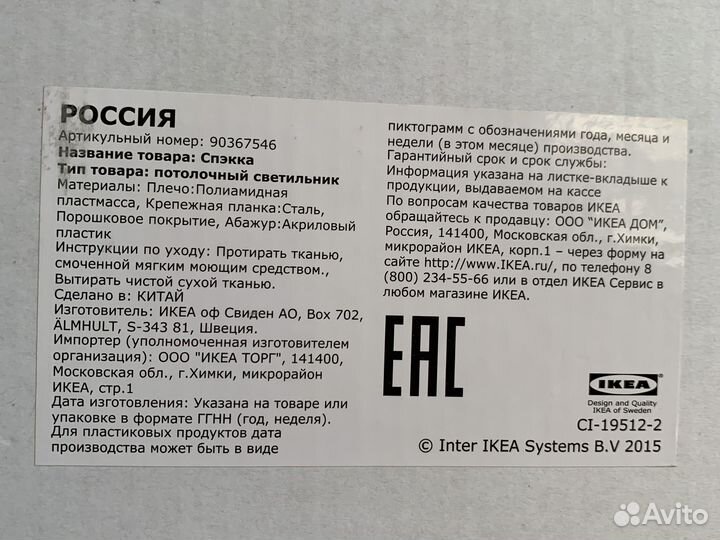 РОССИЯ
Артикульный номер: 90367546
Название товара: Спэкка
Тип товара: потолочный светильник
Материалы: Плечо:Полиамидная
пластмасса, Крепежная планка:Сталь,
Порошковое покрытие, Абажур:Акриловый
пластик
Инструкции по уходу: Протирать тканью,
смоченной мягким моющим средством.,
Вытирать чистой сухой тканью.
Сделано в: КИТАЙ
Изготовитель: ИКЕА оф Свиден АО, Box 702,
ÄLMHULT, S-343 81, Швеция.
Импортер (уполномоченная изготовителем
организация): ООО "ИКЕА ТОРГ", 141400,
Московская обл., г.Химки, микрорайон
ИКЕА, стр.1
Дата изготовления: Указана на товаре или
упаковке в формате ГГНН (год, неделя).
Для пластиковых продуктов дата
производства может быть в виде
пиктограмм с обозначениями года, месяца и
недели (в этом месяце) производства.
Гарантийный срок и срок службы:
Информация указана на листке-вкладыше к
продукции, выдаваемом на кассе
По вопросам качества товаров ИКЕА
обращайтесь к продавцу: ООО "ИКЕА ДОМ",
Россия, 141400, Московская обл., г.Химки,
микрорайон ИКЕА, корп.1 – через форму на
сайте http://www.IKEA.ru/, по телефону 8
(800) 234-55-66 или в отдел ИКЕА Сервис в
любом магазине ИКЕА.
EAC
IKEA
Design and Quality
IKEA of Sweden
CI-19512-2
© Inter IKEA Systems B.V 2015
Avito